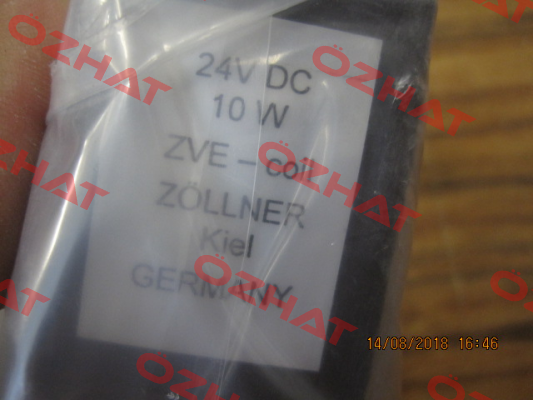 24V DC
10 W
ZVE – coil
ZÖLLNER
Kiel
GERMANY
14/08/2018 16:46
ÖZHAT
ÖZHAT
ÖZHAT
ÖZHAT
ÖZHAT
ÖZHAT